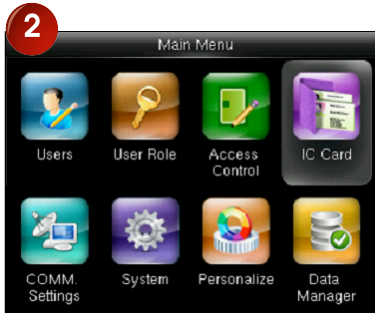 2
Main Menu
Users
User Role
Access
Control
IC Card
COMM.
Settings
System
Personalize
Data
Manager